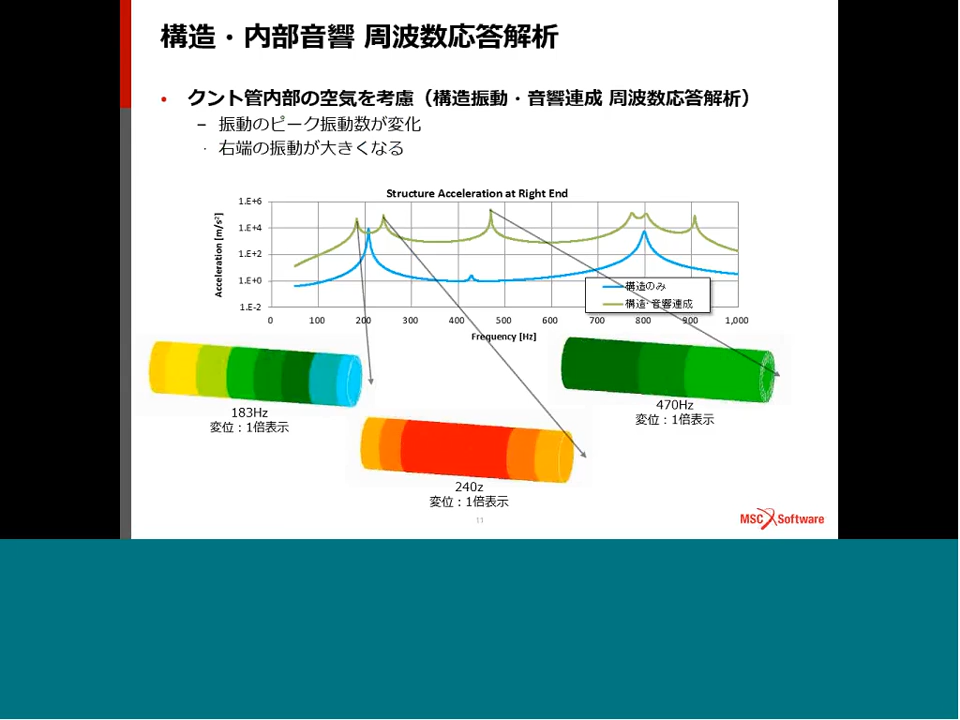 構造・内部音響 周波数応答解析
• クント管内部の空気を考慮（構造振動・音響連成 周波数応答解析）
– 振動のピーク振動数が変化
· 右端の振動が大きくなる
Structure Acceleration at Right End
Acceleration [m/s²]
1.E+6
1.E+4
1.E+2
1.E+0
1.E-2
0 100 200 300 400 500 600 700 800 900 1,000
Frequency [Hz]
構造のみ
構造・音響連成
183Hz
変位：1倍表示
240z
変位：1倍表示
470Hz
変位：1倍表示
11
MSC Software